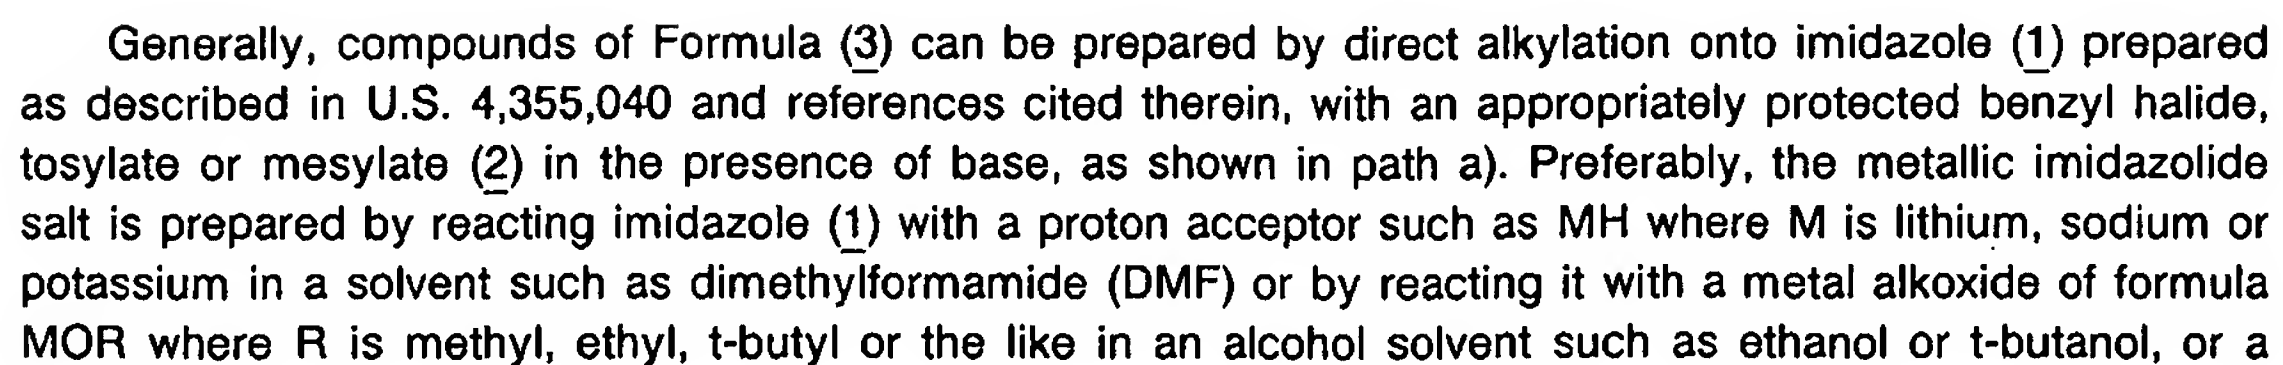 Generally, compounds of Formula (3) can be prepared by direct alkylation onto imidazole (1) prepared
as described in U.S. 4,355,040 and references cited therein, with an appropriately protected benzyl halide,
tosylate or mesylate (2) in the presence of base, as shown in path a). Preferably, the metallic imidazolide
salt is prepared by reacting imidazole (1) with a proton acceptor such as MH where M is lithium, sodium or
potassium in a solvent such as dimethylformamide (DMF) or by reacting it with a metal alkoxide of formula
MOR where R is methyl, ethyl, t-butyl or the like in an alcohol solvent such as ethanol or t-butanol, or a